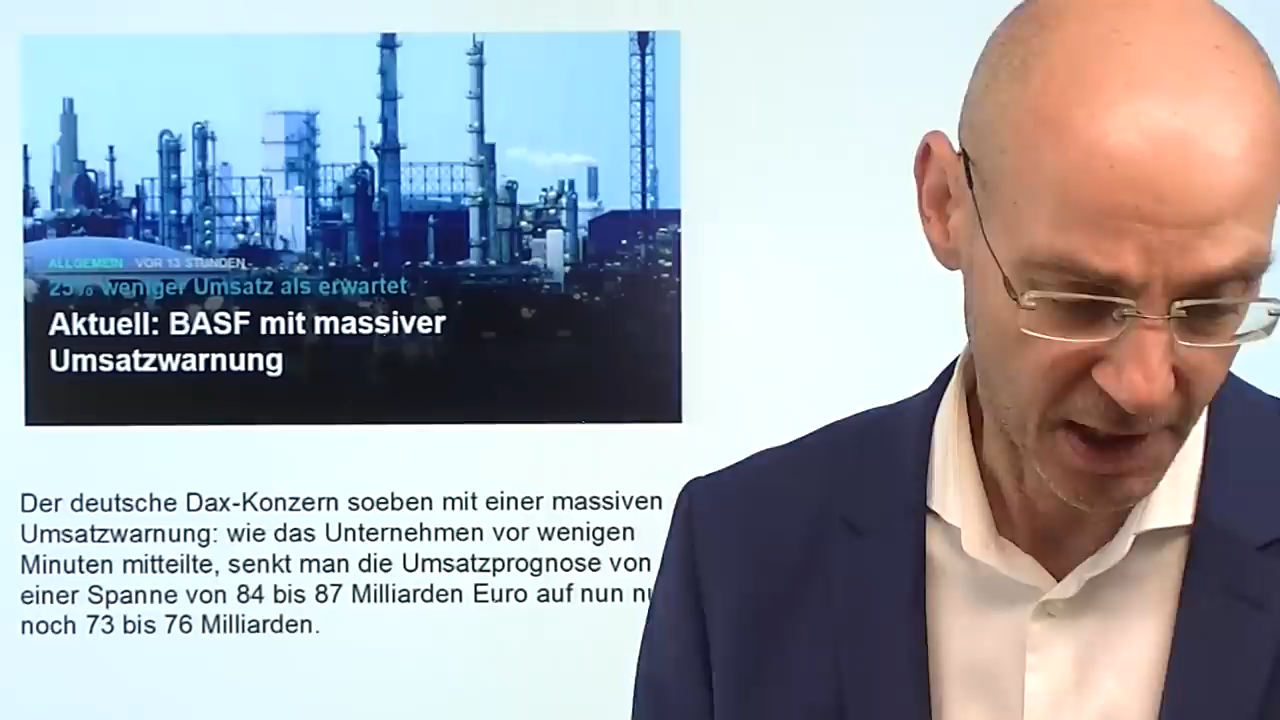 ALLGEMEIN VOR 13 STUNDEN
25% weniger Umsatz als erwartet
Aktuell: BASF mit massiver
Umsatzwarnung
Der deutsche Dax-Konzern soeben mit einer massiven
Umsatzwarnung: wie das Unternehmen vor wenigen
Minuten mitteilte, senkt man die Umsatzprognose von
einer Spanne von 84 bis 87 Milliarden Euro auf nun
noch 73 bis 76 Milliarden.